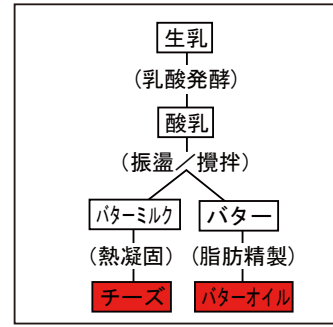 生乳
(乳酸発酵)
酸乳
(振盪／攪拌)
バターミルク バター
(熱凝固) (脂肪精製)
チーズ バターオイル